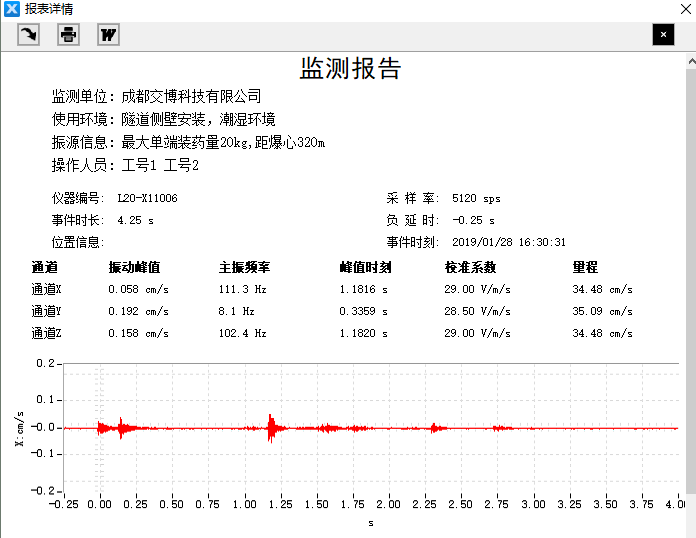 报表详情
监测报告
监测单位: 成都交博科技有限公司
使用环境: 隧道侧壁安装, 潮湿环境
振源信息: 最大单端装药量20kg,距爆心320m
操作人员: 工号1 工号2
仪器编号: L20-X11006 采 样 率: 5120 sps
事件时长: 4.25 s 负 延 时: -0.25 s
位置信息: 事件时刻: 2019/01/28 16:30:31
通道 振动峰值 主振频率 峰值时刻 校准系数 量程
通道X 0.058 cm/s 111.3 Hz 1.1816 s 29.00 V/m/s 34.48 cm/s
通道Y 0.192 cm/s 8.1 Hz 0.3359 s 28.50 V/m/s 35.09 cm/s
通道Z 0.158 cm/s 102.4 Hz 1.1820 s 29.00 V/m/s 34.48 cm/s
0.2
0.1
-0.0
-0.1
-0.2
X:cm/s
-0.25 0.00 0.25 0.50 0.75 1.00 1.25 1.50 1.75 2.00 2.25 2.50 2.75 3.00 3.25 3.50 3.75 4.00
s